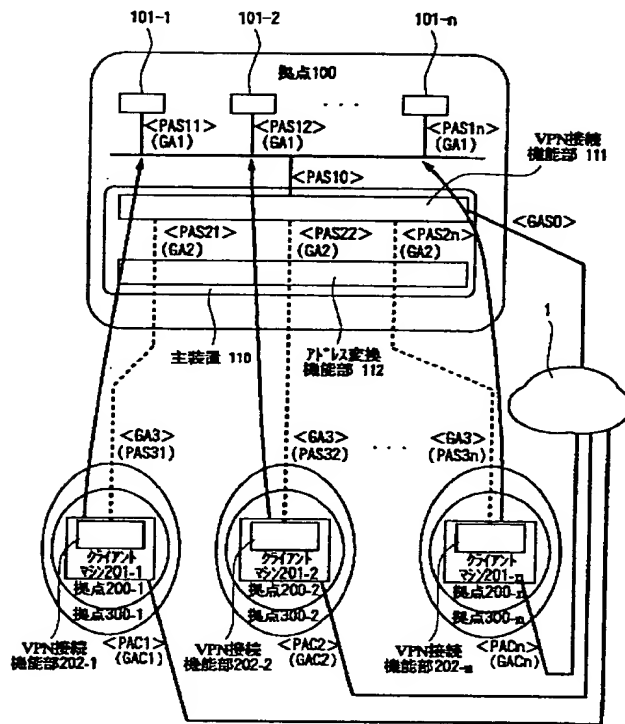 101-1 101-2 101-n
拠点100
・・・
<PAS11> <PAS12> <PAS1n>
(GA1) (GA1) (GA1)
VPN接続
機能部 111
<PAS10>
<GAS0>
<PAS21> <PAS22> <PAS2n>
(GA2) (GA2) (GA2)
主装置 110
アドレス変換
機能部 112
1
<GA3> <GA3> ・・・ <GA3>
(PAS31) (PAS32) (PAS3n)
クライアント クライアント クライアント
マシン201-1 マシン201-2 マシン201-n
拠点200-1 拠点200-2 拠点200-n
拠点300-1 拠点300-2 拠点300-n
<PAC1> <PAC2> <PACn>
(GAC1) (GAC2) (GACn)
VPN接続 VPN接続 VPN接続
機能部202-1 機能部202-2 機能部202-n